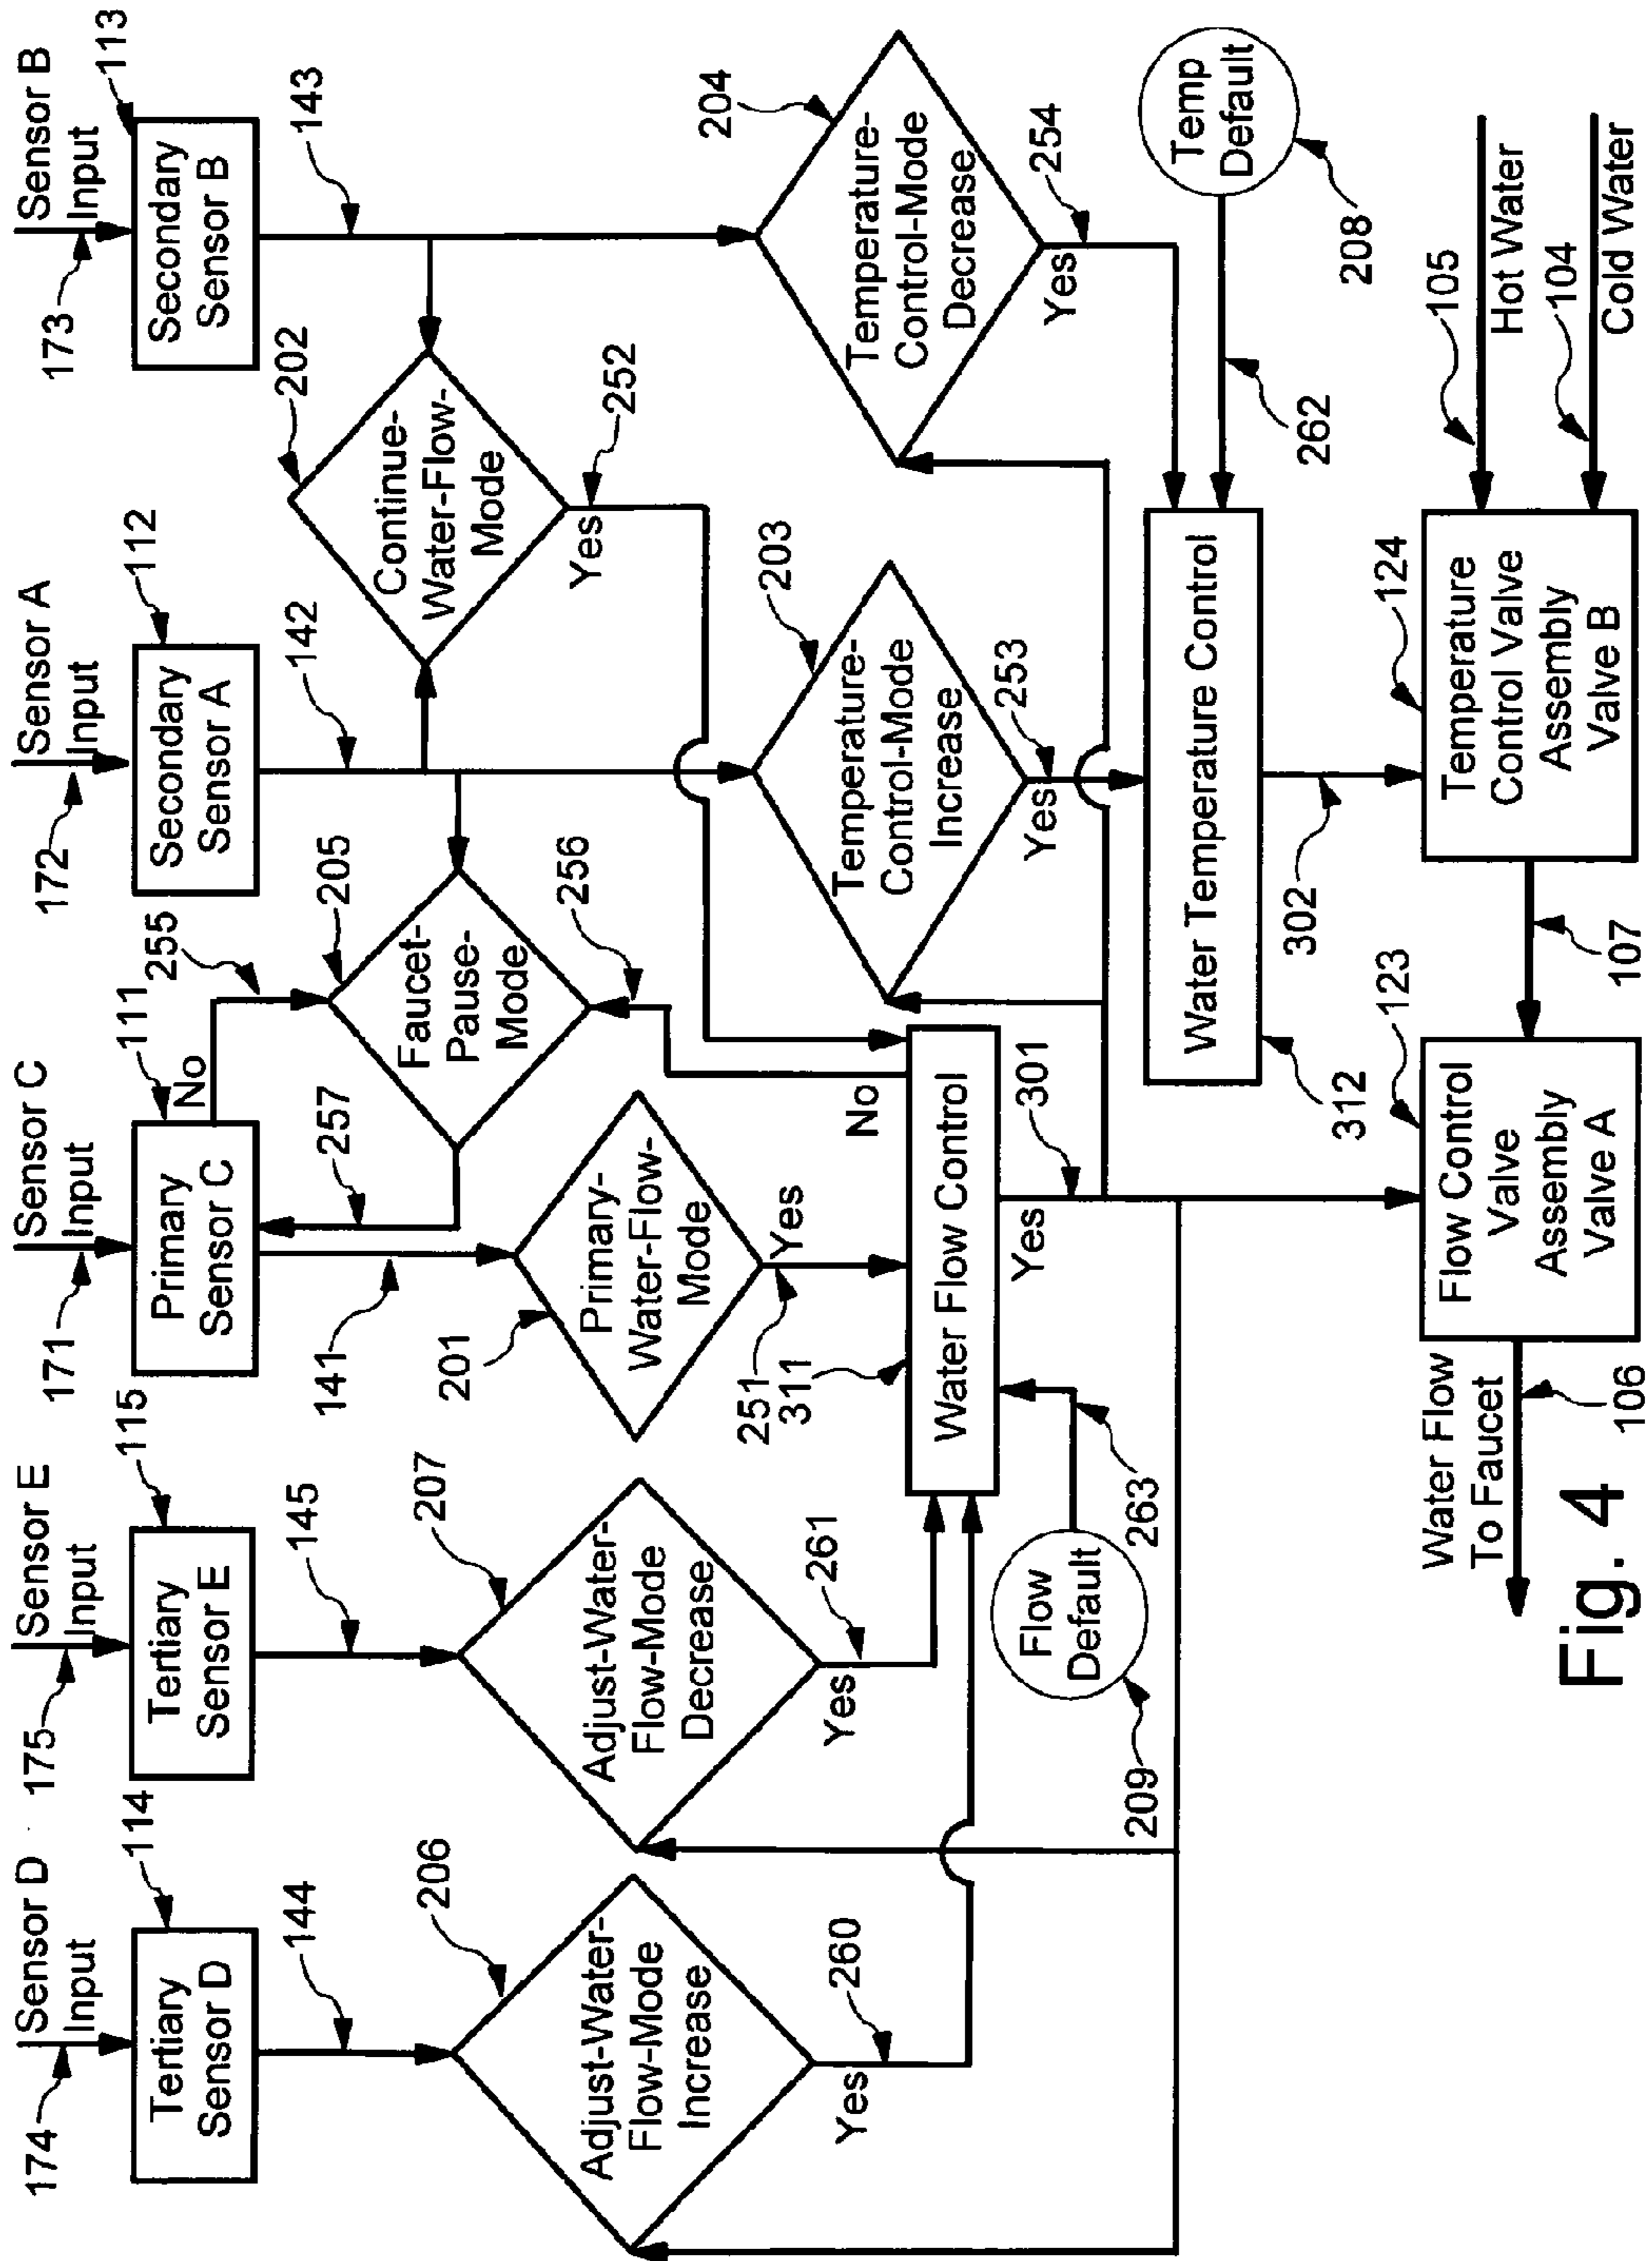 Sensor D
Input
174
114
Tertiary
Sensor D
144
206
Adjust-Water-
Flow-Mode
Increase
Yes
260
Sensor E
Input
175
115
Tertiary
Sensor E
145
207
Adjust-Water-
Flow-Mode
Decrease
Yes
261
Sensor C
Input
171
111
Primary
Sensor C
No
255
257
141
201
Primary-
Water-Flow-
Mode
251
Yes
311
205
Faucet-
Pause-
Mode
256
Sensor A
Input
172
112
Secondary
Sensor A
142
202
Continue-
Water-Flow-
Mode
Yes
252
Sensor B
Input
173
113
Secondary
Sensor B
143
203
Temperature-
Control-Mode
Increase
Yes
253
204
Temperature-
Control-Mode
Decrease
Yes
254
No
Water Flow Control
Yes
301
Flow
Default
209
263
Water Temperature Control
312
302
Temp
Default
208
262
Water Flow
To Faucet
106
123
Flow Control
Valve
Assembly
Valve A
107
124
Temperature
Control Valve
Assembly
Valve B
105
Hot Water
104
Cold Water
Fig. 4